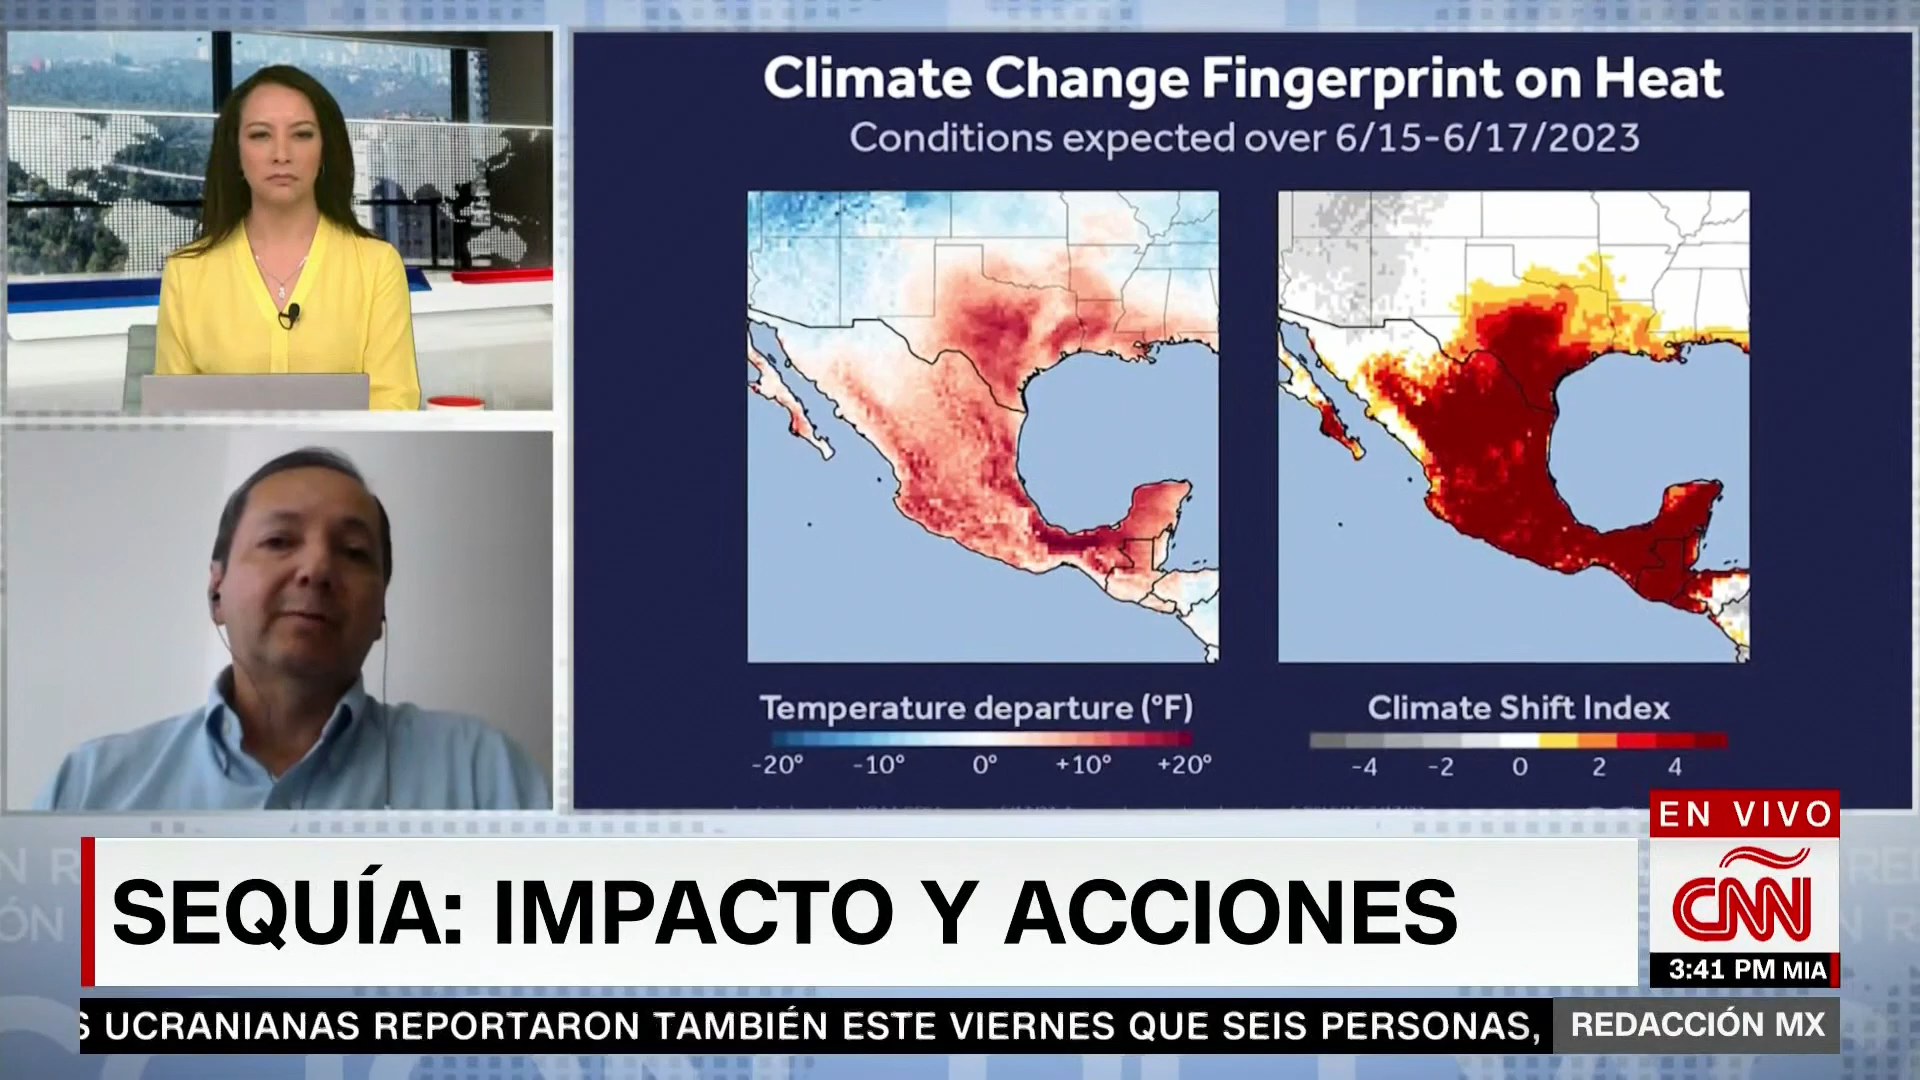 Climate Change Fingerprint on Heat
Conditions expected over 6/15-6/17/2023
Temperature departure (°F)
-20° -10° 0° +10° +20°
Climate Shift Index
-4 -2 0 2 4
EN VIVO
SEQUÍA: IMPACTO Y ACCIONES
CNN
3:41 PM MIA
UCRANIANAS REPORTARON TAMBIÉN ESTE VIERNES QUE SEIS PERSONAS,
REDACCIÓN MX